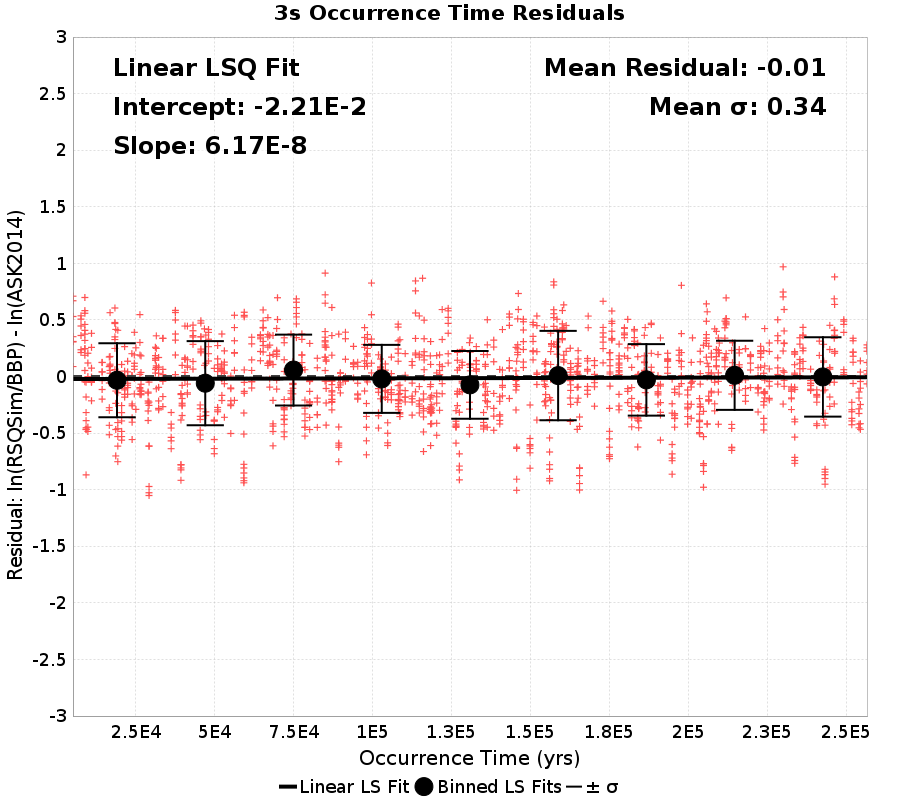 3s Occurrence Time Residuals
Linear LSQ Fit
Intercept: -2.21E-2
Slope: 6.17E-8
Mean Residual: -0.01
Mean σ: 0.34
Residual: ln(RSQSim/BBP) - ln(ASK2014)
3
2.5
2
1.5
1
0.5
0
-0.5
-1
-1.5
-2
-2.5
-3
2.5E4 5E4 7.5E4 1E5 1.3E5 1.5E5 1.8E5 2E5 2.3E5 2.5E5
Occurrence Time (yrs)
Linear LS Fit Binned LS Fits ± σ